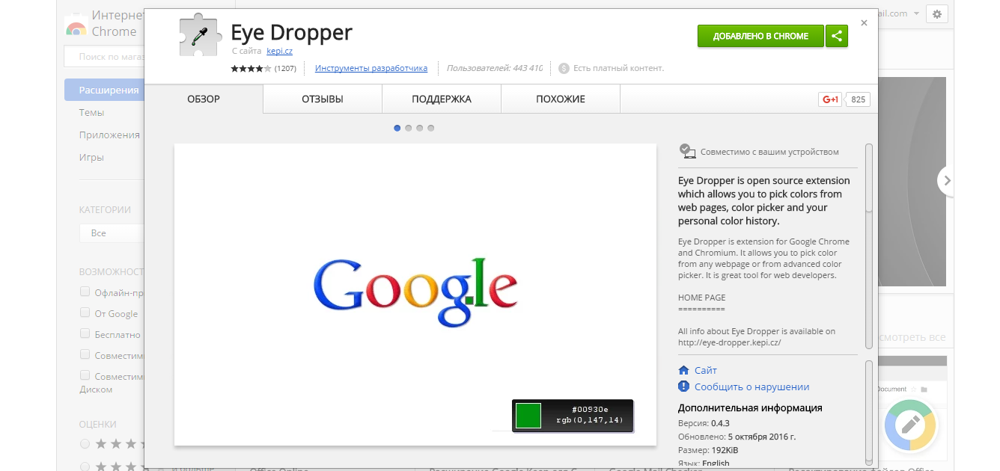 Интернет
Chrome
ail.com
Eye Dropper
ДОБАВЛЕНО В CHROME
С сайта kepi.cz
(1207) Инструменты разработчика Пользователей: 443 410 Есть платный контент.
Поиск по мага
Расширения
Темы
Приложения
Игры
КАТЕГОРИИ
Все
ВОЗМОЖНОСТ
Офлайн-пр
От Google
Бесплатно
Совместим
Совместим
Диском
ОЦЕНКИ
и больше
ОБЗОР ОТЗЫВЫ ПОДДЕРЖКА ПОХОЖИЕ
G+1 825
Google
#00930e
rgb(0,147,14)
Совместимо с вашим устройством
Eye Dropper is open source extension
which allows you to pick colors from
web pages, color picker and your
personal color history.
Eye Dropper is extension for Google Chrome
and Chromium. It allows you to pick color
from any webpage or from advanced color
picker. It is great tool for web developers.
HOME PAGE
==========
All info about Eye Dropper is available on
http://eye-dropper.kepi.cz/
Сайт
Сообщить о нарушении
Дополнительная информация
Версия: 0.4.3
Обновлено: 5 октября 2016 г.
Размер: 192KiB
Язык: English
смотреть все
Document
Office Online
Google Mail Checker